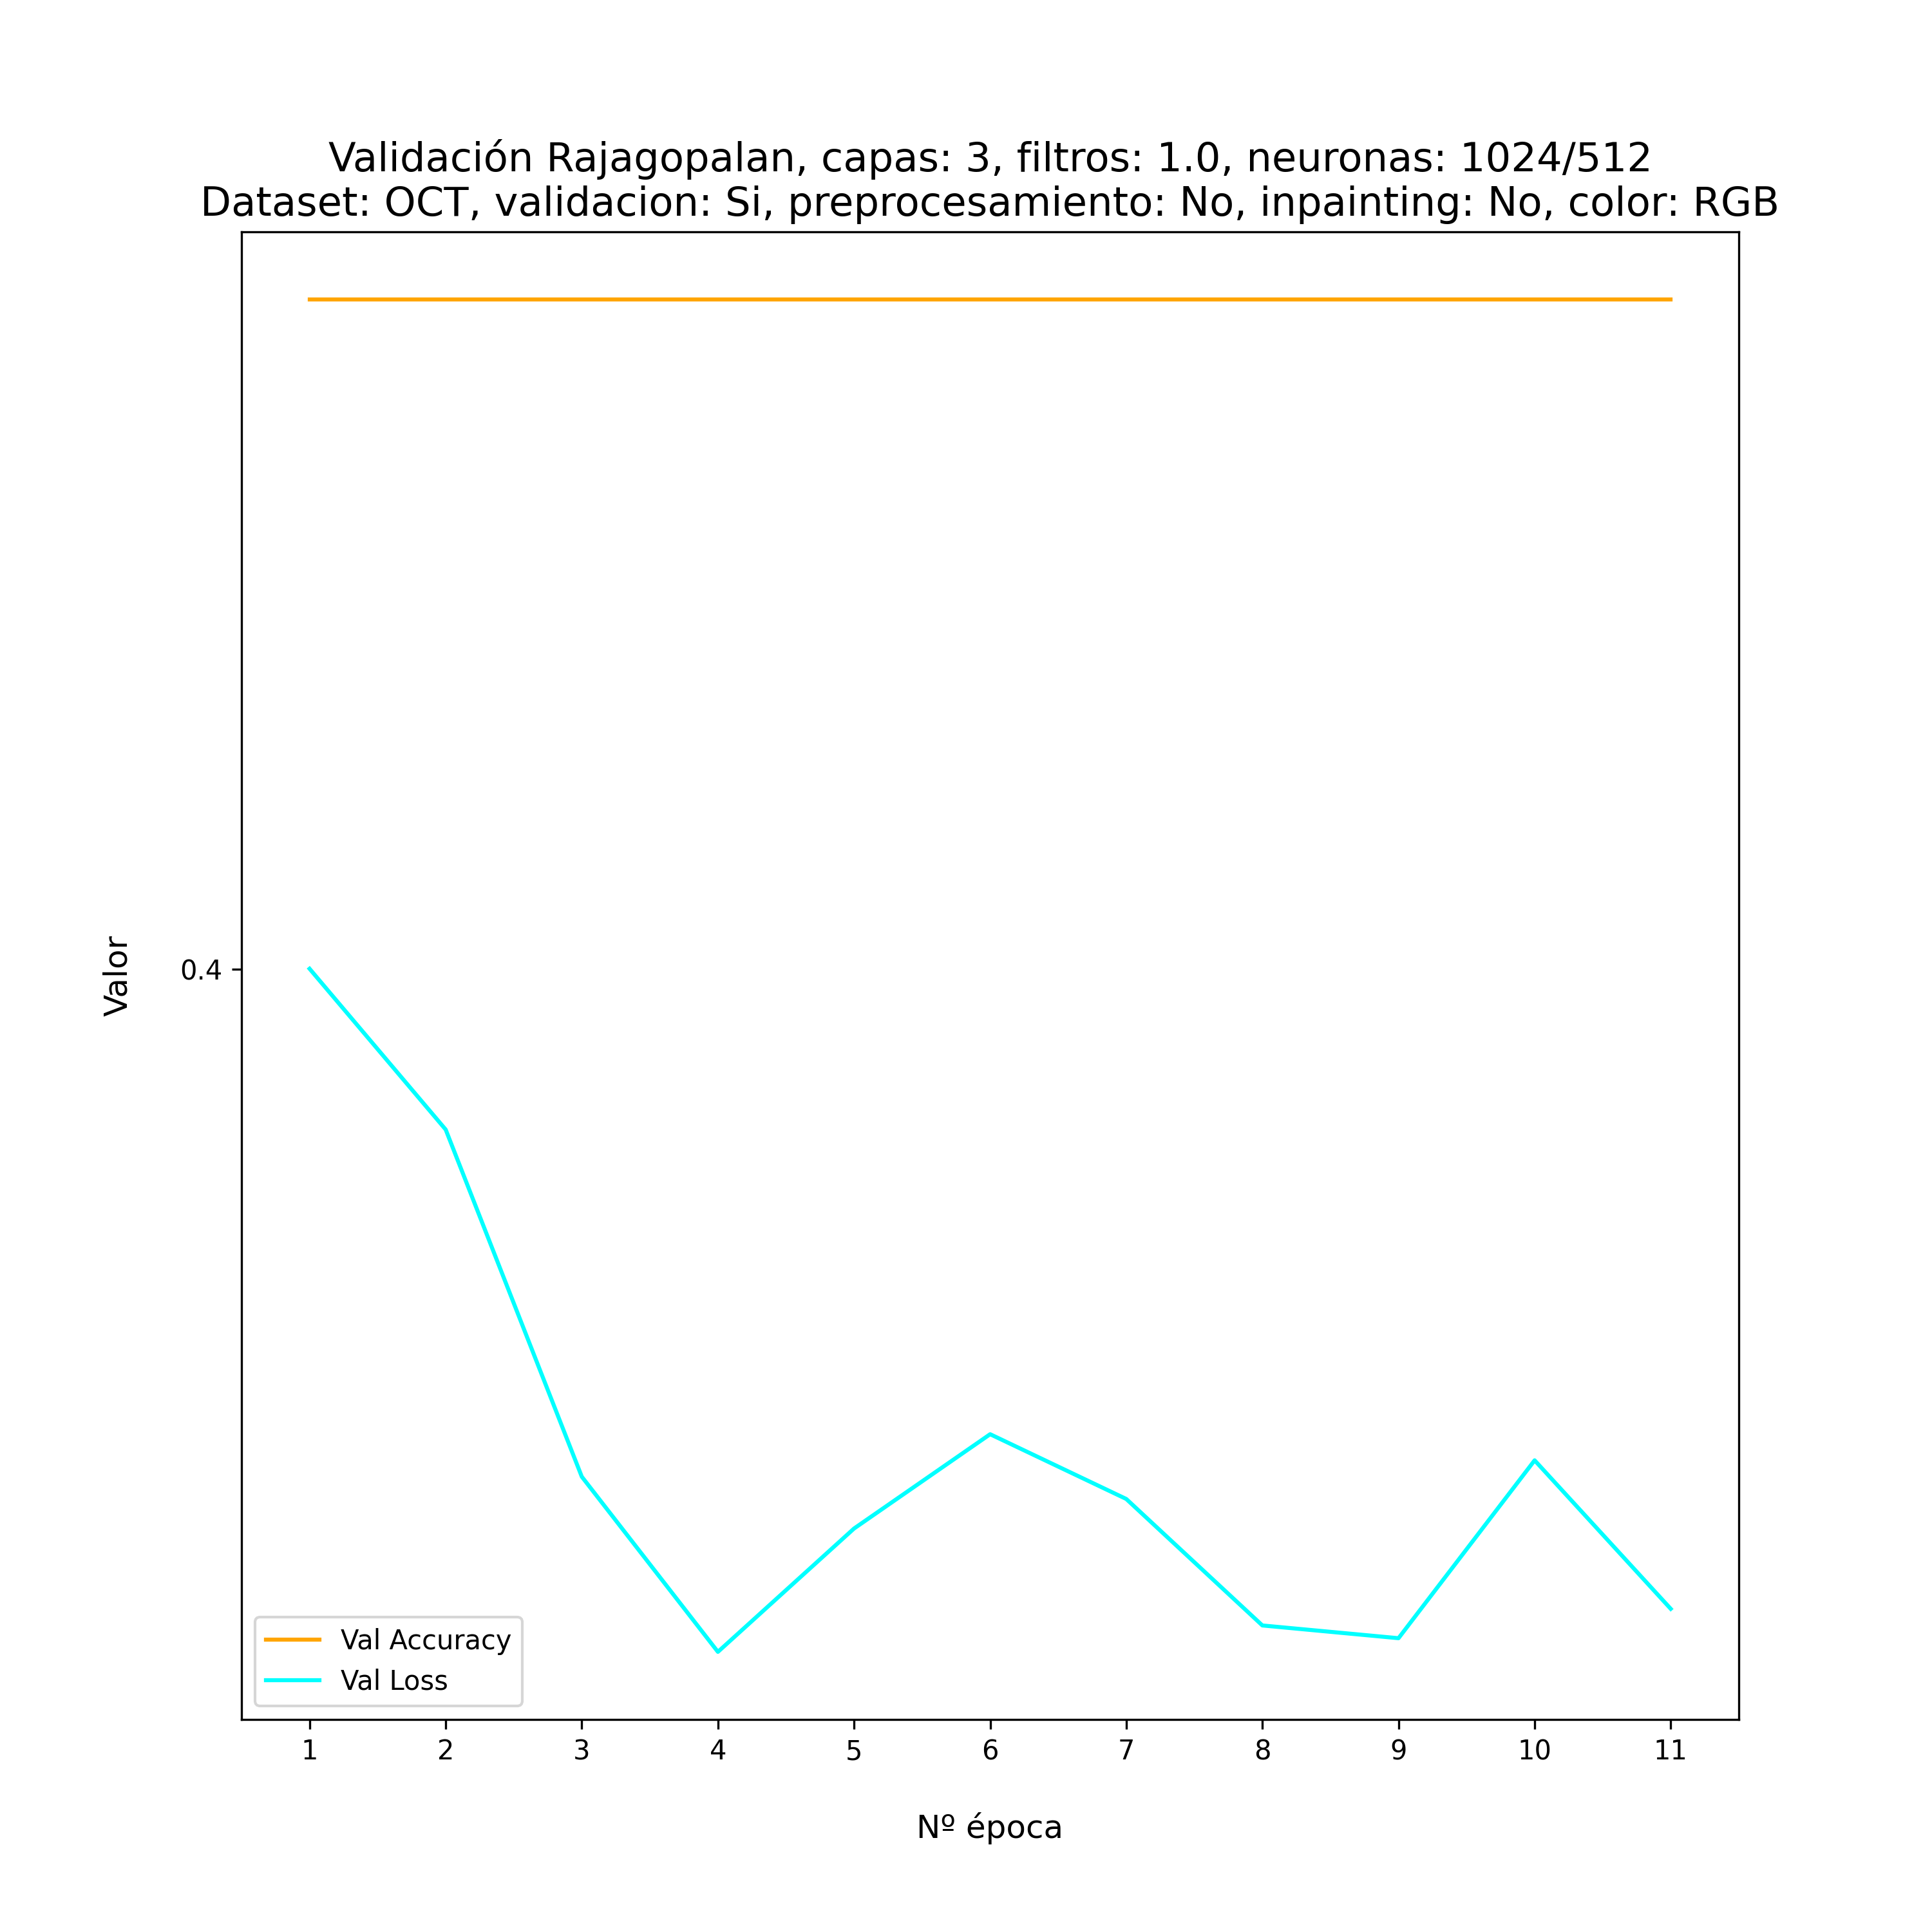 Validación Rajagopalan, capas: 3, filtros: 1.0, neuronas: 1024/512
Dataset: OCT, validacion: Si, preprocesamiento: No, inpainting: No, color: RGB
Valor
0.4
Val Accuracy
Val Loss
1 2 3 4 5 6 7 8 9 10 11
Nº época